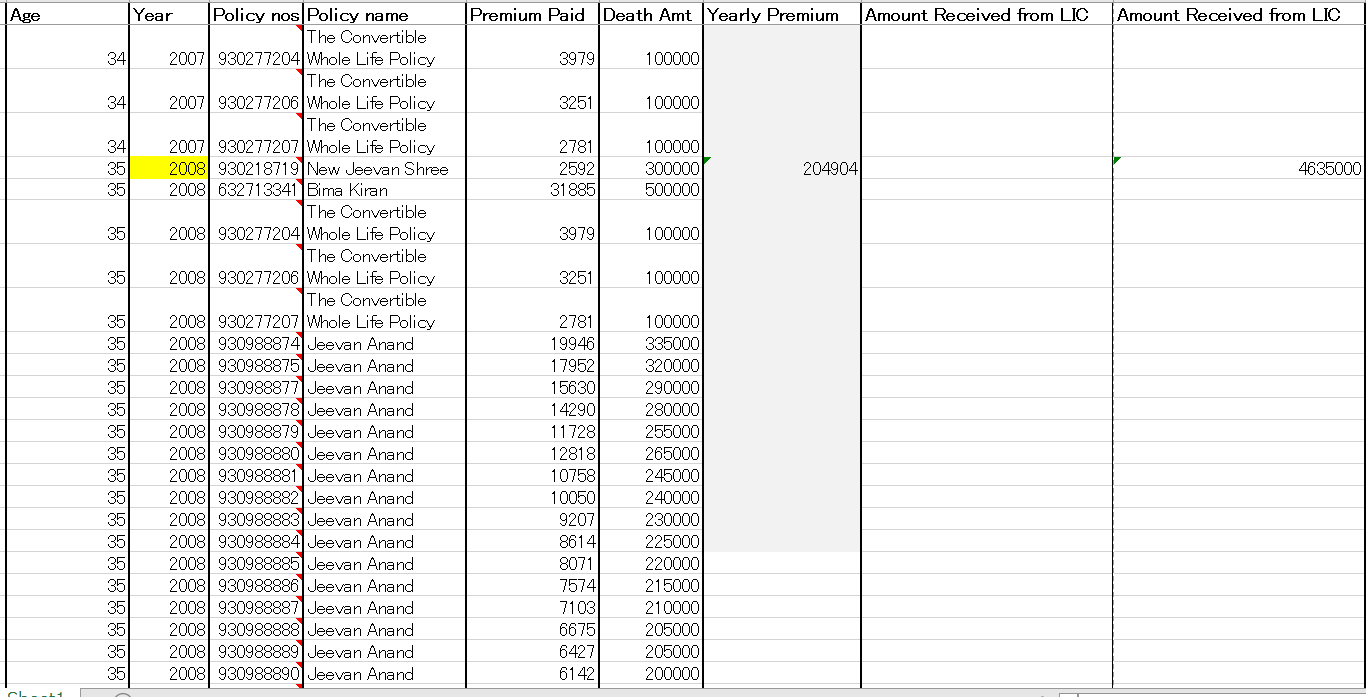 Age Year Policy nos Policy name Premium Paid Death Amt Yearly Premium Amount Received from LIC Amount Received from LIC
The Convertible
34 2007 930277204 Whole Life Policy 3979 100000
The Convertible
34 2007 930277206 Whole Life Policy 3251 100000
The Convertible
34 2007 930277207 Whole Life Policy 2781 100000
35 2008 930218719 New Jeevan Shree 2592 300000 204904 4635000
35 2008 632713341 Bima Kiran 31885 500000
The Convertible
35 2008 930277204 Whole Life Policy 3979 100000
The Convertible
35 2008 930277206 Whole Life Policy 3251 100000
The Convertible
35 2008 930277207 Whole Life Policy 2781 100000
35 2008 930988874 Jeevan Anand 19946 335000
35 2008 930988875 Jeevan Anand 17952 320000
35 2008 930988877 Jeevan Anand 15630 290000
35 2008 930988878 Jeevan Anand 14290 280000
35 2008 930988879 Jeevan Anand 11728 255000
35 2008 930988880 Jeevan Anand 12818 265000
35 2008 930988881 Jeevan Anand 10758 245000
35 2008 930988882 Jeevan Anand 10050 240000
35 2008 930988883 Jeevan Anand 9207 230000
35 2008 930988884 Jeevan Anand 8614 225000
35 2008 930988885 Jeevan Anand 8071 220000
35 2008 930988886 Jeevan Anand 7574 215000
35 2008 930988887 Jeevan Anand 7103 210000
35 2008 930988888 Jeevan Anand 6675 205000
35 2008 930988889 Jeevan Anand 6427 205000
35 2008 930988890 Jeevan Anand 6142 200000
Sheet1